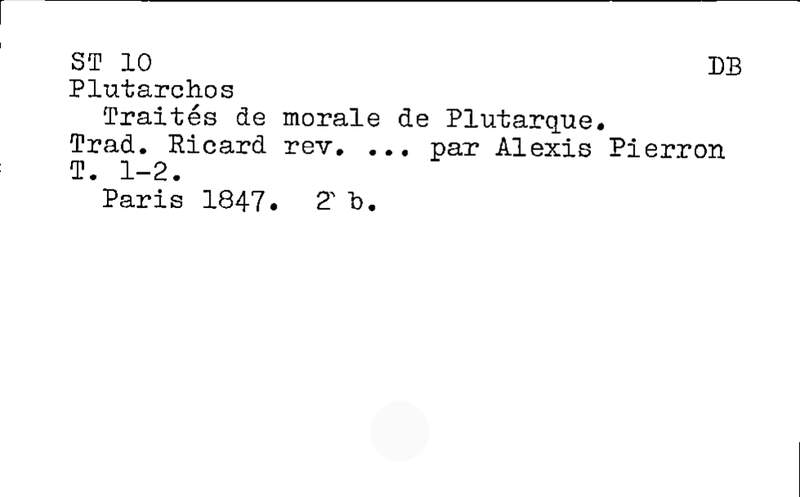 ST 10 DB
Plutarchos
Traités de morale de Plutarque.
Trad. Ricard rev. ... par Alexis Pierron
T. 1-2.
Paris 1847. 2 b.